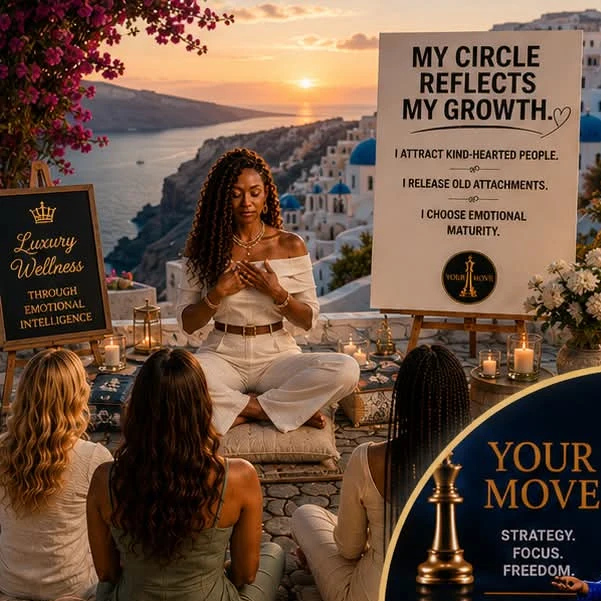 MY CIRCLE
REFLECTS
MY GROWTH.
I ATTRACT KIND-HEARTED PEOPLE.
I RELEASE OLD ATTACHMENTS.
I CHOOSE EMOTIONAL
MATURITY.
YOUR MOVE
Luxury
Wellness
THROUGH
EMOTIONAL
INTELLIGENCE
YOUR
MOVE
STRATEGY.
FOCUS.
FREEDOM.